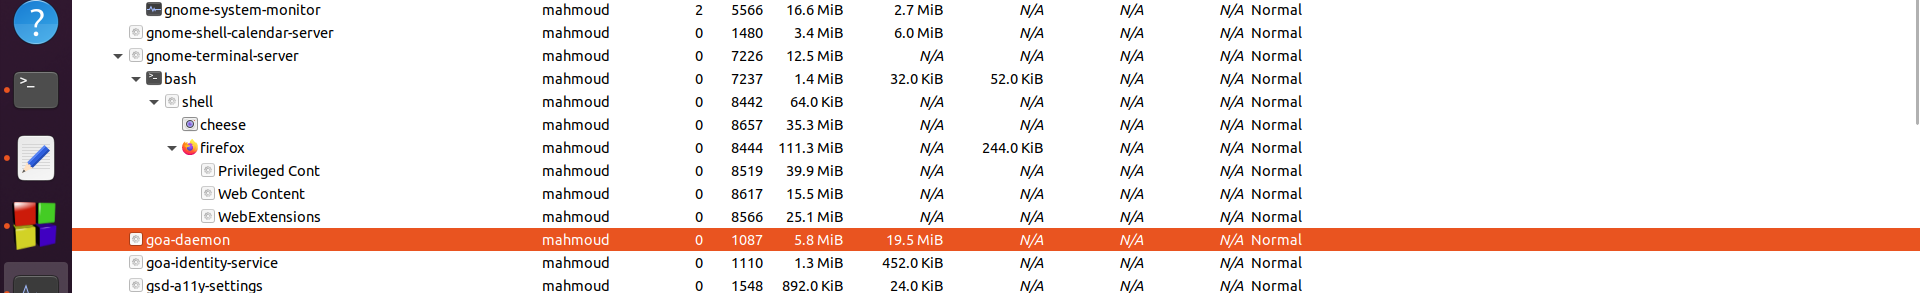 gnome-system-monitor mahmoud 2 5566 16.6 MiB 2.7 MiB N/A N/A N/A Normal
gnome-shell-calendar-server mahmoud 0 1480 3.4 MiB 6.0 MiB N/A N/A N/A Normal
gnome-terminal-server mahmoud 0 7226 12.5 MiB N/A N/A N/A N/A Normal
bash mahmoud 0 7237 1.4 MiB 32.0 KiB 52.0 KiB N/A N/A Normal
shell mahmoud 0 8442 64.0 KiB N/A N/A N/A N/A Normal
cheese mahmoud 0 8657 35.3 MiB N/A N/A N/A N/A Normal
firefox mahmoud 0 8444 111.3 MiB N/A 244.0 KiB N/A N/A Normal
Privileged Cont mahmoud 0 8519 39.9 MiB N/A N/A N/A N/A Normal
Web Content mahmoud 0 8617 15.5 MiB N/A N/A N/A N/A Normal
WebExtensions mahmoud 0 8566 25.1 MiB N/A N/A N/A N/A Normal
goa-daemon mahmoud 0 1087 5.8 MiB 19.5 MiB N/A N/A N/A Normal
goa-identity-service mahmoud 0 1110 1.3 MiB 452.0 KiB N/A N/A N/A Normal
gsd-a11y-settings mahmoud 0 1548 892.0 KiB 24.0 KiB N/A N/A N/A Normal